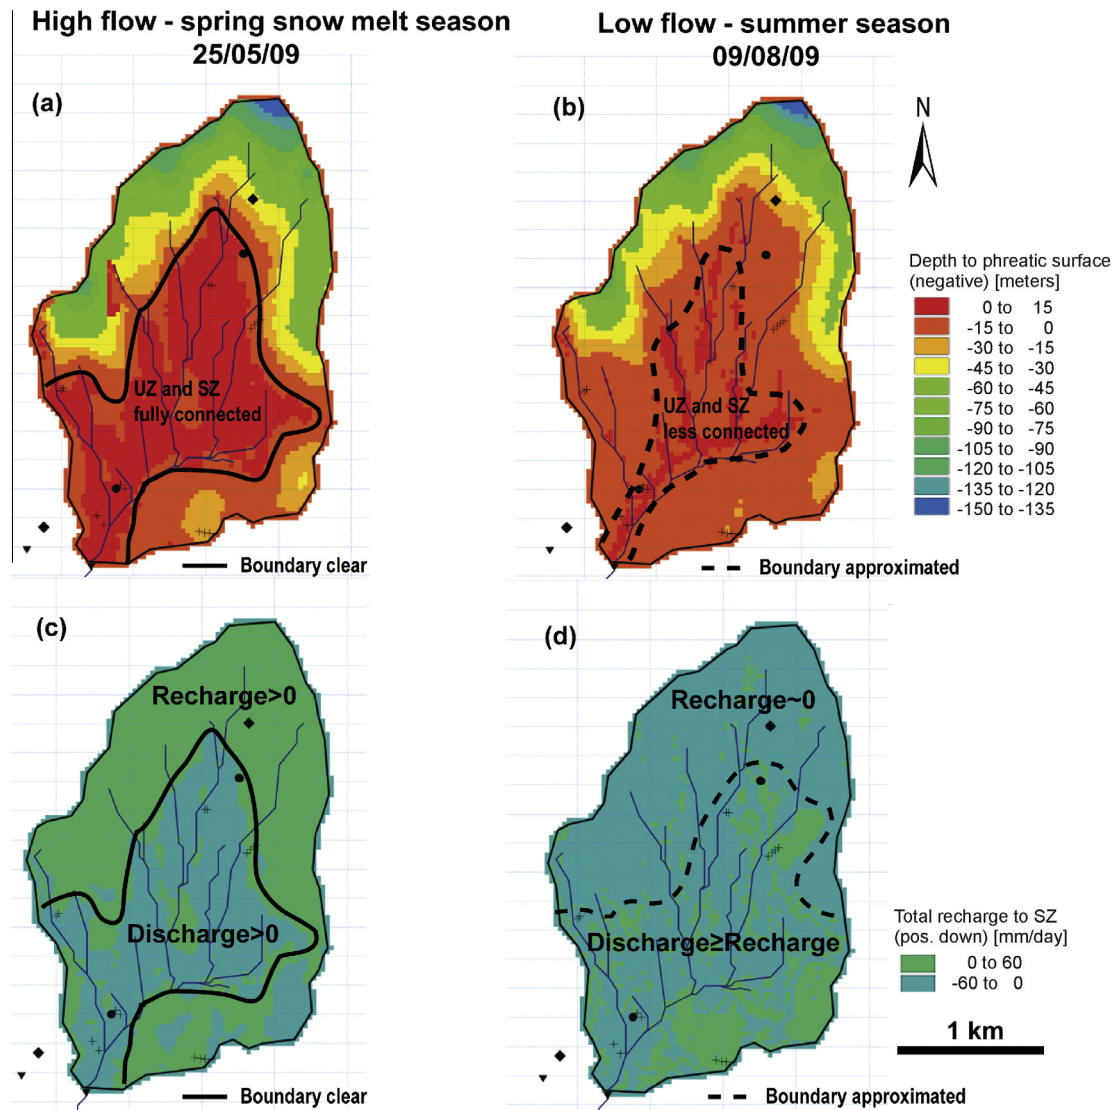 High flow - spring snow melt season
25/05/09
Low flow - summer season
09/08/09
(a)
UZ and SZ
fully connected
Boundary clear
(b)
UZ and SZ
less connected
Boundary approximated
N
Depth to phreatic surface
(negative) [meters]
0 to 15
-15 to 0
-30 to -15
-45 to -30
-60 to -45
-75 to -60
-90 to -75
-105 to -90
-120 to -105
-135 to -120
-150 to -135
(c)
Recharge>0
Discharge>0
Boundary clear
(d)
Recharge~0
Discharge≥Recharge
Boundary approximated
Total recharge to SZ
(pos. down) [mm/day]
0 to 60
-60 to 0
1 km